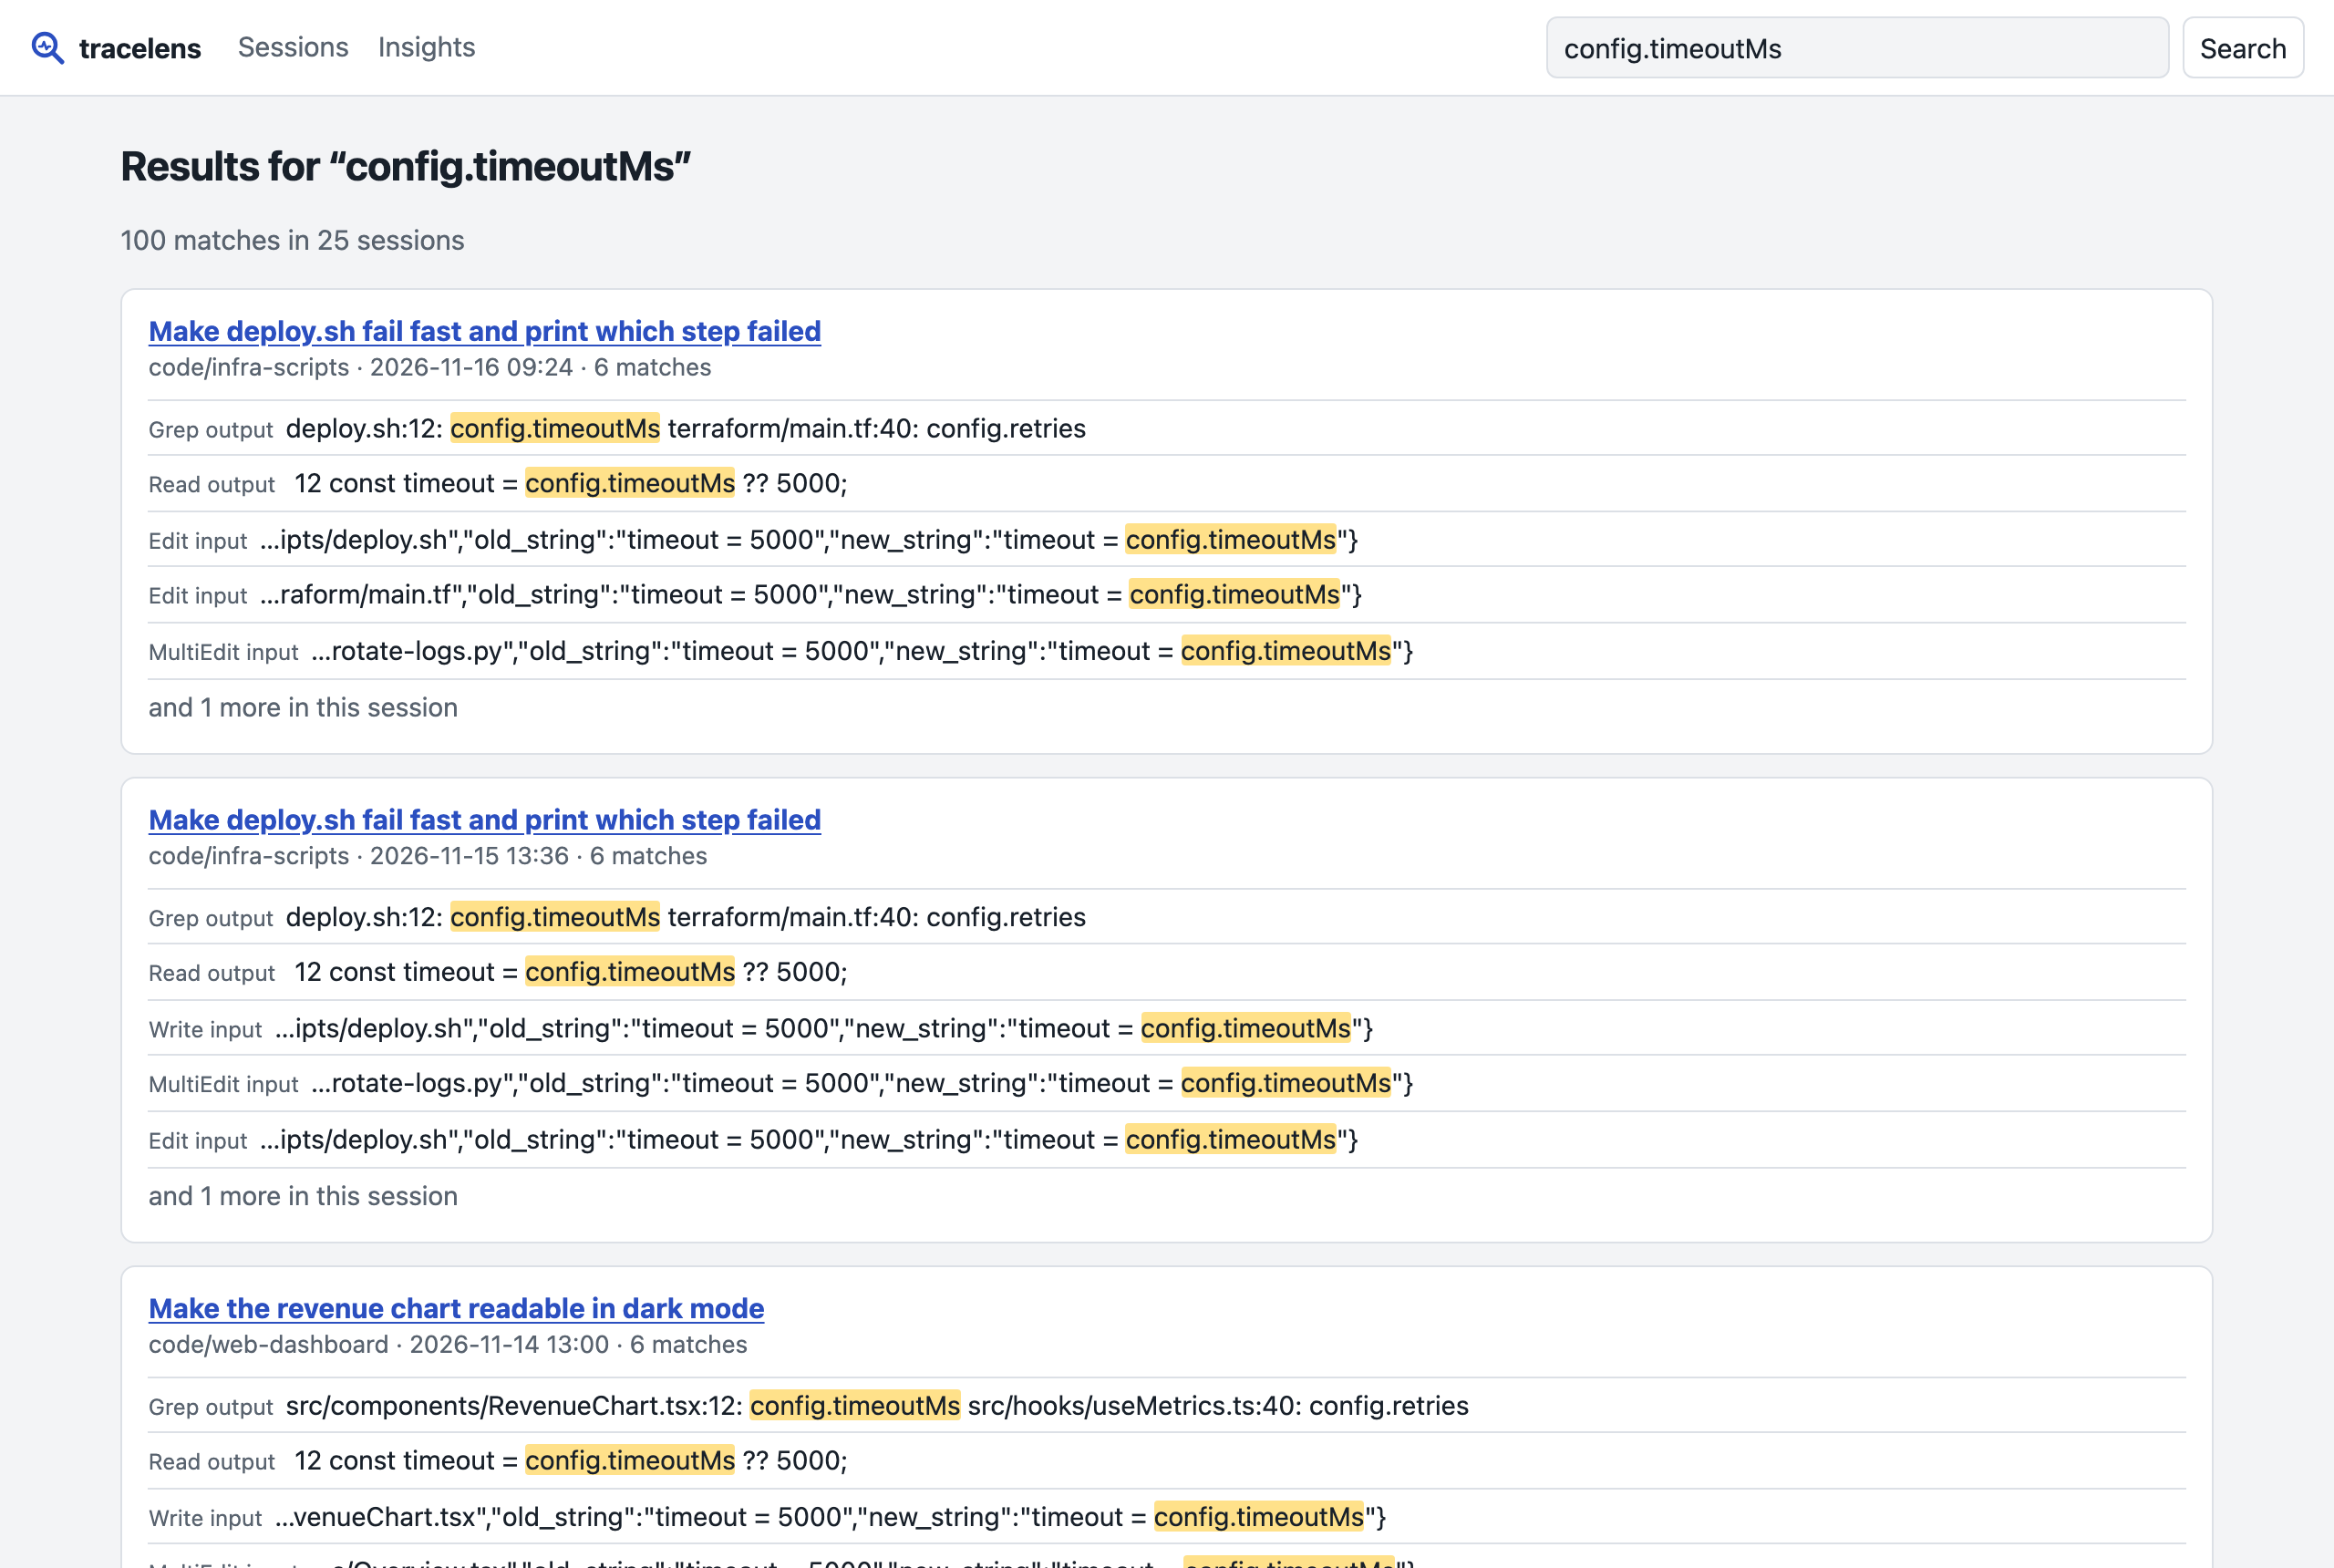 tracelens Sessions Insights config.timeoutMs Search
Results for “config.timeoutMs”
100 matches in 25 sessions
Make deploy.sh fail fast and print which step failed
code/infra-scripts · 2026-11-16 09:24 · 6 matches
Grep output deploy.sh:12: config.timeoutMs terraform/main.tf:40: config.retries
Read output 12 const timeout = config.timeoutMs ?? 5000;
Edit input …ipts/deploy.sh","old_string":"timeout = 5000","new_string":"timeout = config.timeoutMs"}
Edit input …raform/main.tf","old_string":"timeout = 5000","new_string":"timeout = config.timeoutMs"}
MultiEdit input …rotate-logs.py","old_string":"timeout = 5000","new_string":"timeout = config.timeoutMs"}
and 1 more in this session
Make deploy.sh fail fast and print which step failed
code/infra-scripts · 2026-11-15 13:36 · 6 matches
Grep output deploy.sh:12: config.timeoutMs terraform/main.tf:40: config.retries
Read output 12 const timeout = config.timeoutMs ?? 5000;
Write input …ipts/deploy.sh","old_string":"timeout = 5000","new_string":"timeout = config.timeoutMs"}
MultiEdit input …rotate-logs.py","old_string":"timeout = 5000","new_string":"timeout = config.timeoutMs"}
Edit input …ipts/deploy.sh","old_string":"timeout = 5000","new_string":"timeout = config.timeoutMs"}
and 1 more in this session
Make the revenue chart readable in dark mode
code/web-dashboard · 2026-11-14 13:00 · 6 matches
Grep output src/components/RevenueChart.tsx:12: config.timeoutMs src/hooks/useMetrics.ts:40: config.retries
Read output 12 const timeout = config.timeoutMs ?? 5000;
Write input …venueChart.tsx","old_string":"timeout = 5000","new_string":"timeout = config.timeoutMs"}